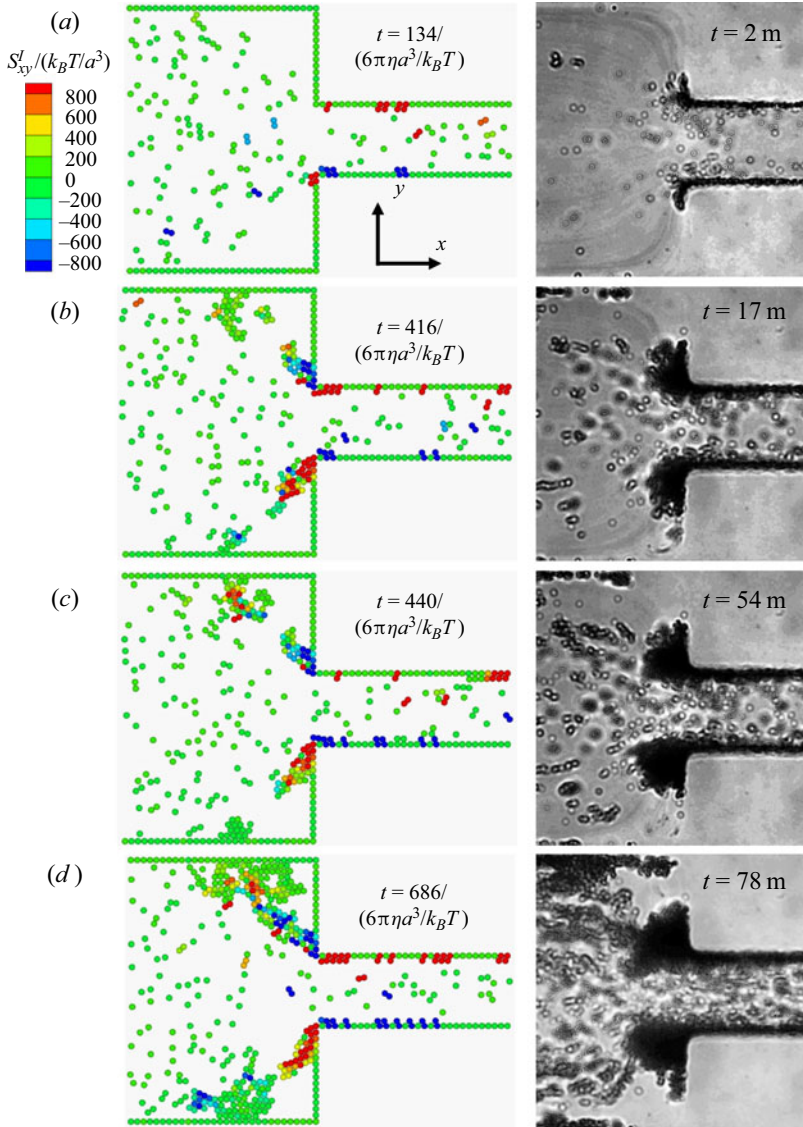 (a)
S^I_xy/(k_BT/a^3)
800
600
400
200
0
−200
−400
−600
−800
t = 134/
(6πηa^3/k_BT)
y
x
t = 2 m
(b)
t = 416/
(6πηa^3/k_BT)
t = 17 m
(c)
t = 440/
(6πηa^3/k_BT)
t = 54 m
(d)
t = 686/
(6πηa^3/k_BT)
t = 78 m